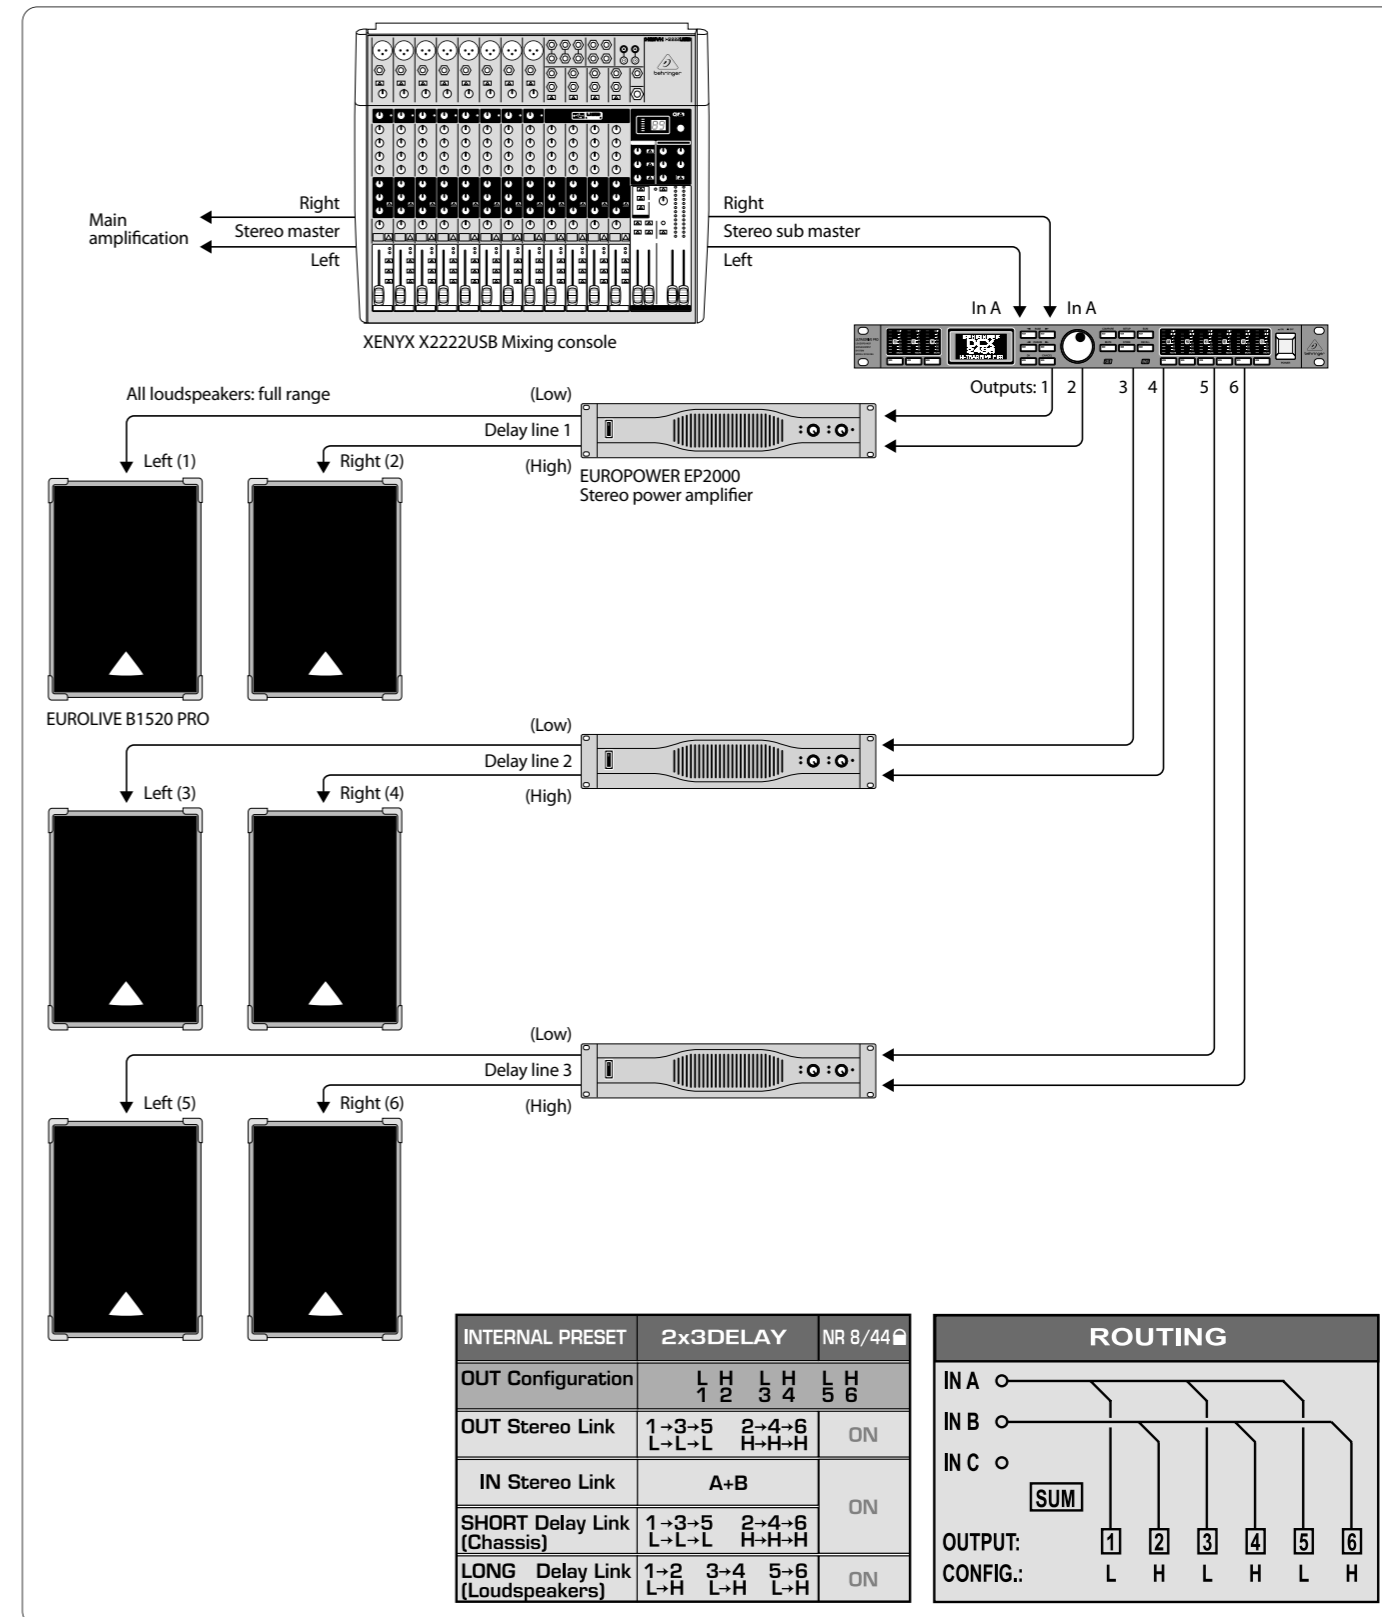 behringer
Right
Stereo master
Left
Main
amplification
Right
Stereo sub master
Left
XENYX X2222USB Mixing console
In A
In A
behringer
Outputs: 1
2
3
4
5
6
All loudspeakers: full range
(Low)
Delay line 1
(High)
EUROPOWER EP2000
Stereo power amplifier
Left (1)
Right (2)
EUROLIVE B1520 PRO
(Low)
Delay line 2
(High)
Left (3)
Right (4)
(Low)
Delay line 3
(High)
Left (5)
Right (6)
INTERNAL PRESET 2x3DELAY NR 8/44
OUT Configuration L H L H L H
1 2 3 4 5 6
OUT Stereo Link 1→3→5 2→4→6 ON
L→L→L H→H→H
IN Stereo Link A+B ON
SHORT Delay Link 1→3→5 2→4→6
(Chassis) L→L→L H→H→H
LONG Delay Link 1→2 3→4 5→6 ON
(Loudspeakers) L→H L→H L→H
ROUTING
IN A
IN B
IN C
SUM
OUTPUT: 1 2 3 4 5 6
CONFIG.: L H L H L H